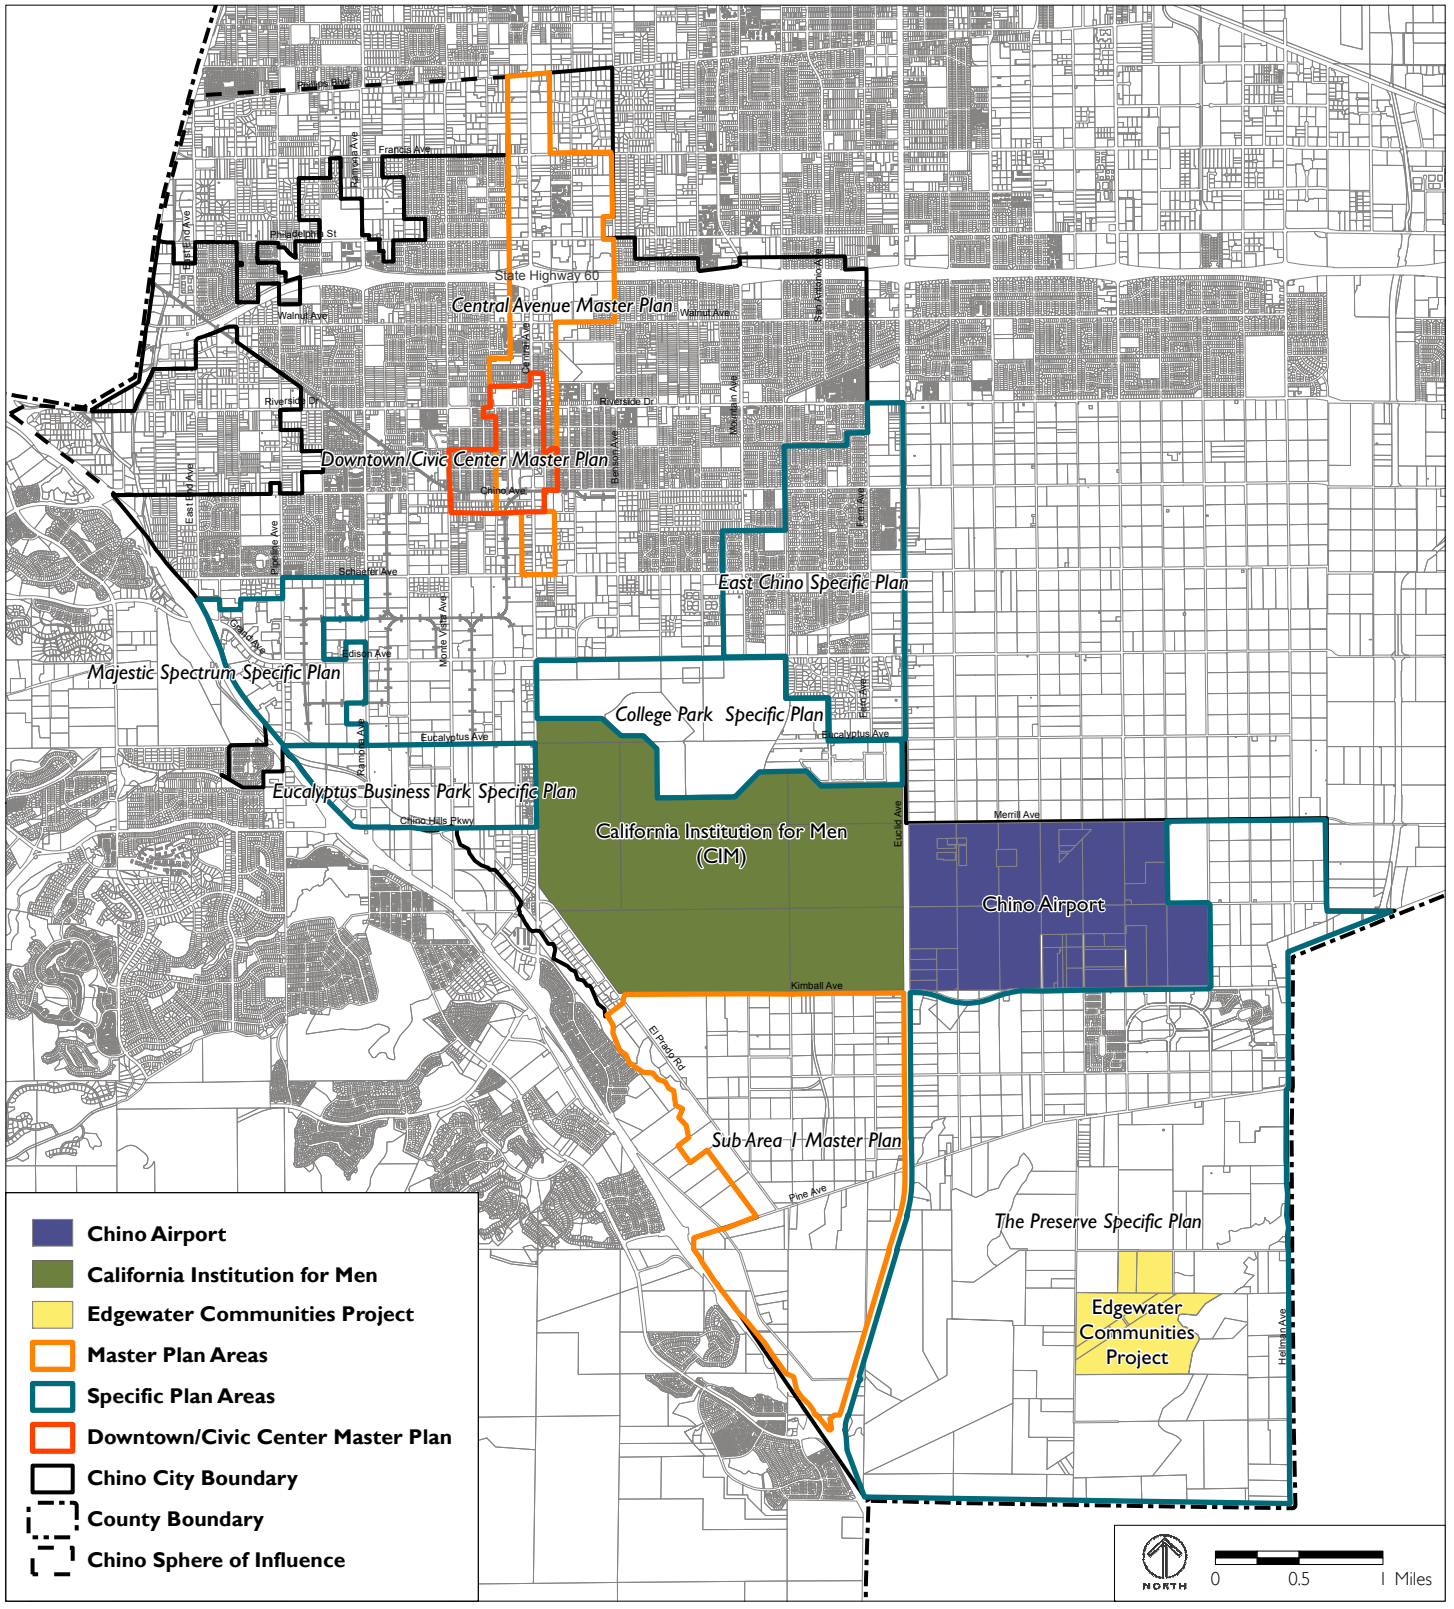 Phillips Blvd
Ramona Ave
Francis Ave
East End Ave
Philadelphia St
State Highway 60
San Antonio Ave
Central Avenue Master Plan
Walnut Ave
Walnut Ave
Central Ave
Mountain Ave
Riverside Dr
Riverside Dr
Benson Ave
Downtown/Civic Center Master Plan
Chino Ave
East End Ave
Fern Ave
Pipeline Ave
Schaefer Ave
East Chino Specific Plan
Monte Vista Ave
Grand Ave
Edison Ave
Majestic Spectrum Specific Plan
College Park Specific Plan
Fern Ave
Eucalyptus Ave
Eucalyptus Ave
Ramona Ave
Eucalyptus Business Park Specific Plan
Chino Hills Pkwy
Euclid Ave
Merrill Ave
California Institution for Men
(CIM)
Chino Airport
Kimball Ave
El Prado Rd
Sub Area 1 Master Plan
Pine Ave
The Preserve Specific Plan
Edgewater
Communities
Project
Hellman Ave
Chino Airport
California Institution for Men
Edgewater Communities Project
Master Plan Areas
Specific Plan Areas
Downtown/Civic Center Master Plan
Chino City Boundary
County Boundary
Chino Sphere of Influence
NORTH
0 0.5 1 Miles